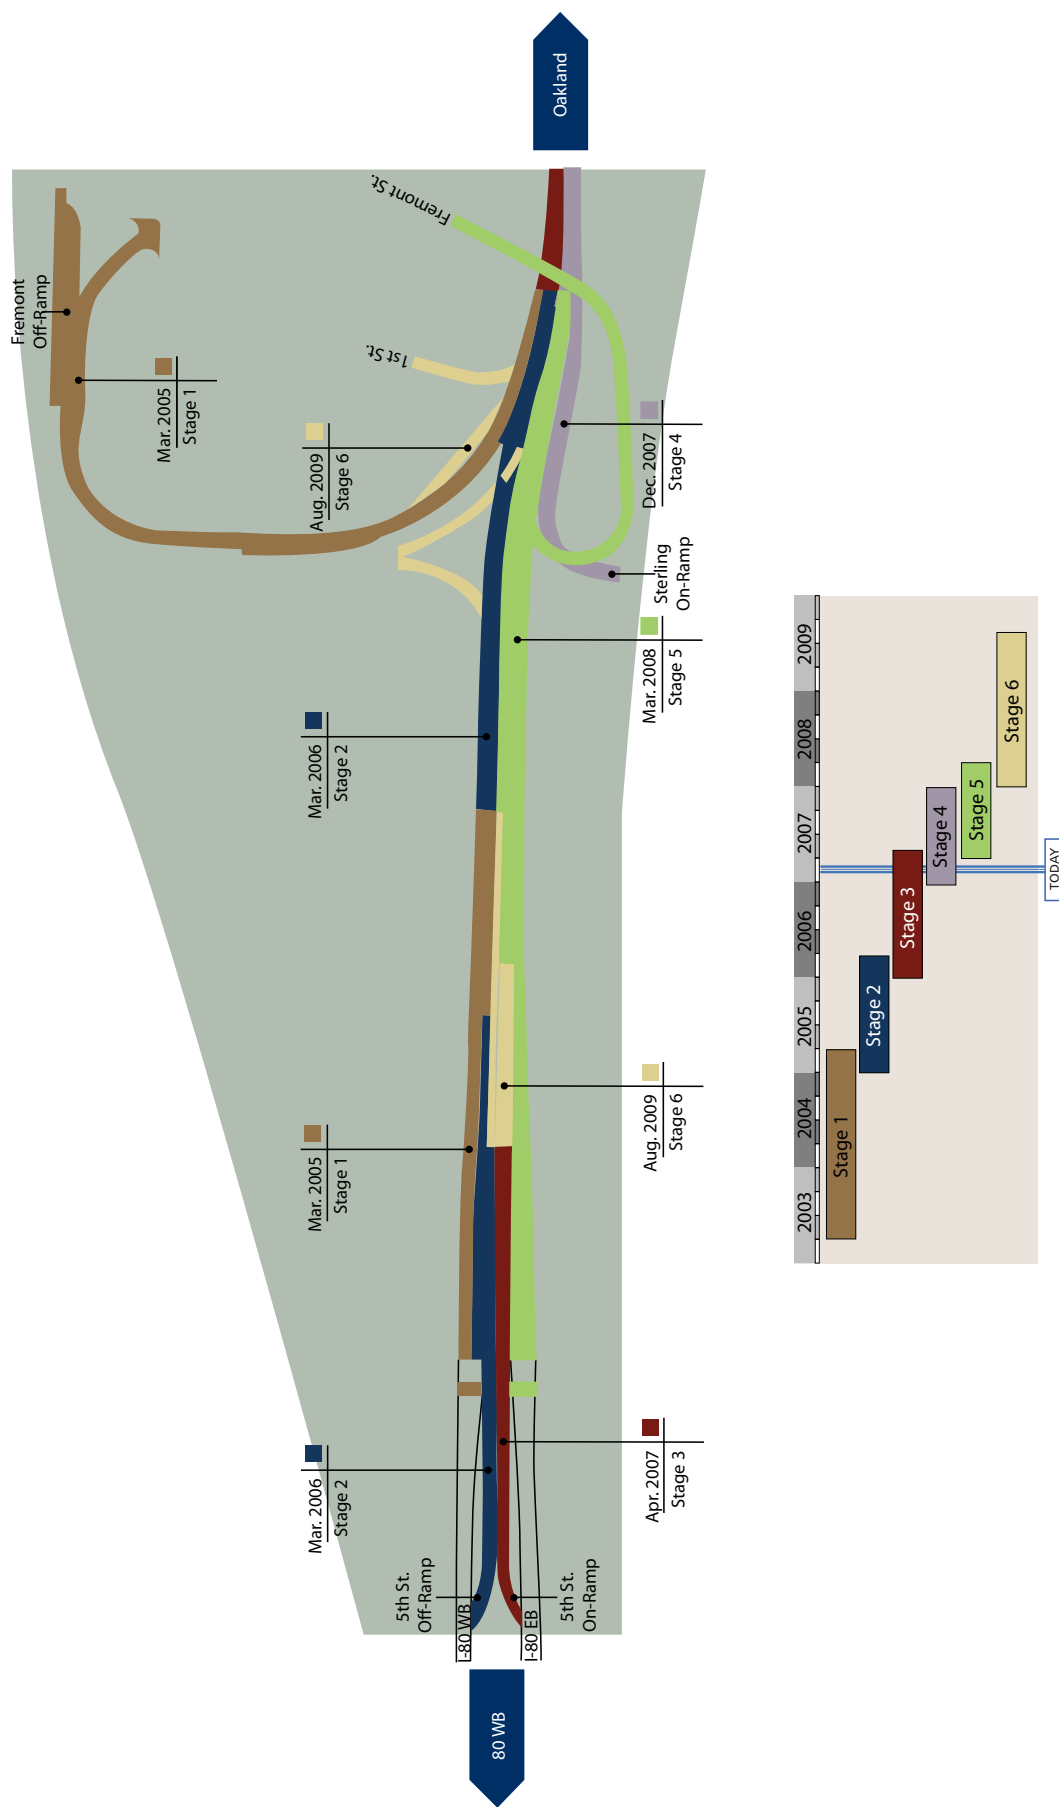 Fremont
Off-Ramp
Mar. 2005
Stage 1
Fremont St.
Oakland
1st St.
Aug. 2009
Stage 6
Dec. 2007
Stage 4
Sterling
On-Ramp
Mar. 2006
Stage 2
Mar. 2008
Stage 5
Mar. 2005
Stage 1
Aug. 2009
Stage 6
Mar. 2006
Stage 2
Apr. 2007
Stage 3
5th St.
Off-Ramp
I-80 WB
I-80 EB
5th St.
On-Ramp
80 WB
2003
2004
2005
2006
2007
2008
2009
Stage 1
Stage 2
Stage 3
Stage 4
Stage 5
Stage 6
TODAY